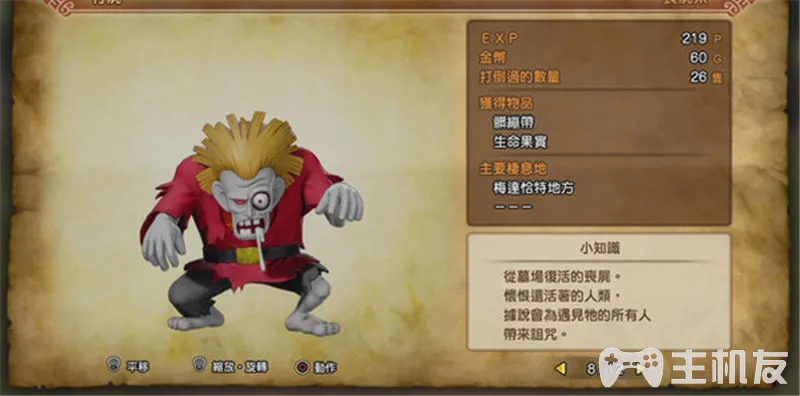 EXP 219 P
金幣 60 G
打倒過的數量 26 隻
獲得物品
髒繃帶
生命果實
主要棲息地
梅達恰特地方
－－－
小知識
從墓場復活的喪屍。
懷恨還活著的人類，
據說會為遇見牠的所有人
帶來詛咒。
平移 縮放・旋轉 動作
主机友